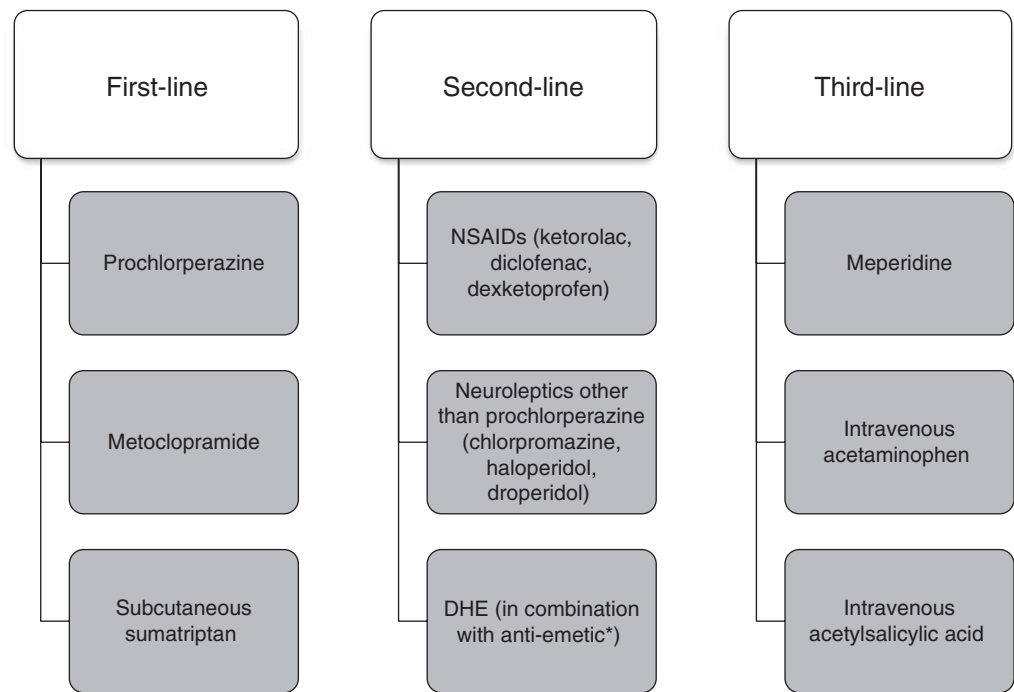 First-line
Prochlorperazine
Metoclopramide
Subcutaneous
sumatriptan
Second-line
NSAIDs (ketorolac,
diclofenac,
dexketoprofen)
Neuroleptics other
than prochlorperazine
(chlorpromazine,
haloperidol,
droperidol)
DHE (in combination
with anti-emetic*)
Third-line
Meperidine
Intravenous
acetaminophen
Intravenous
acetylsalicylic acid